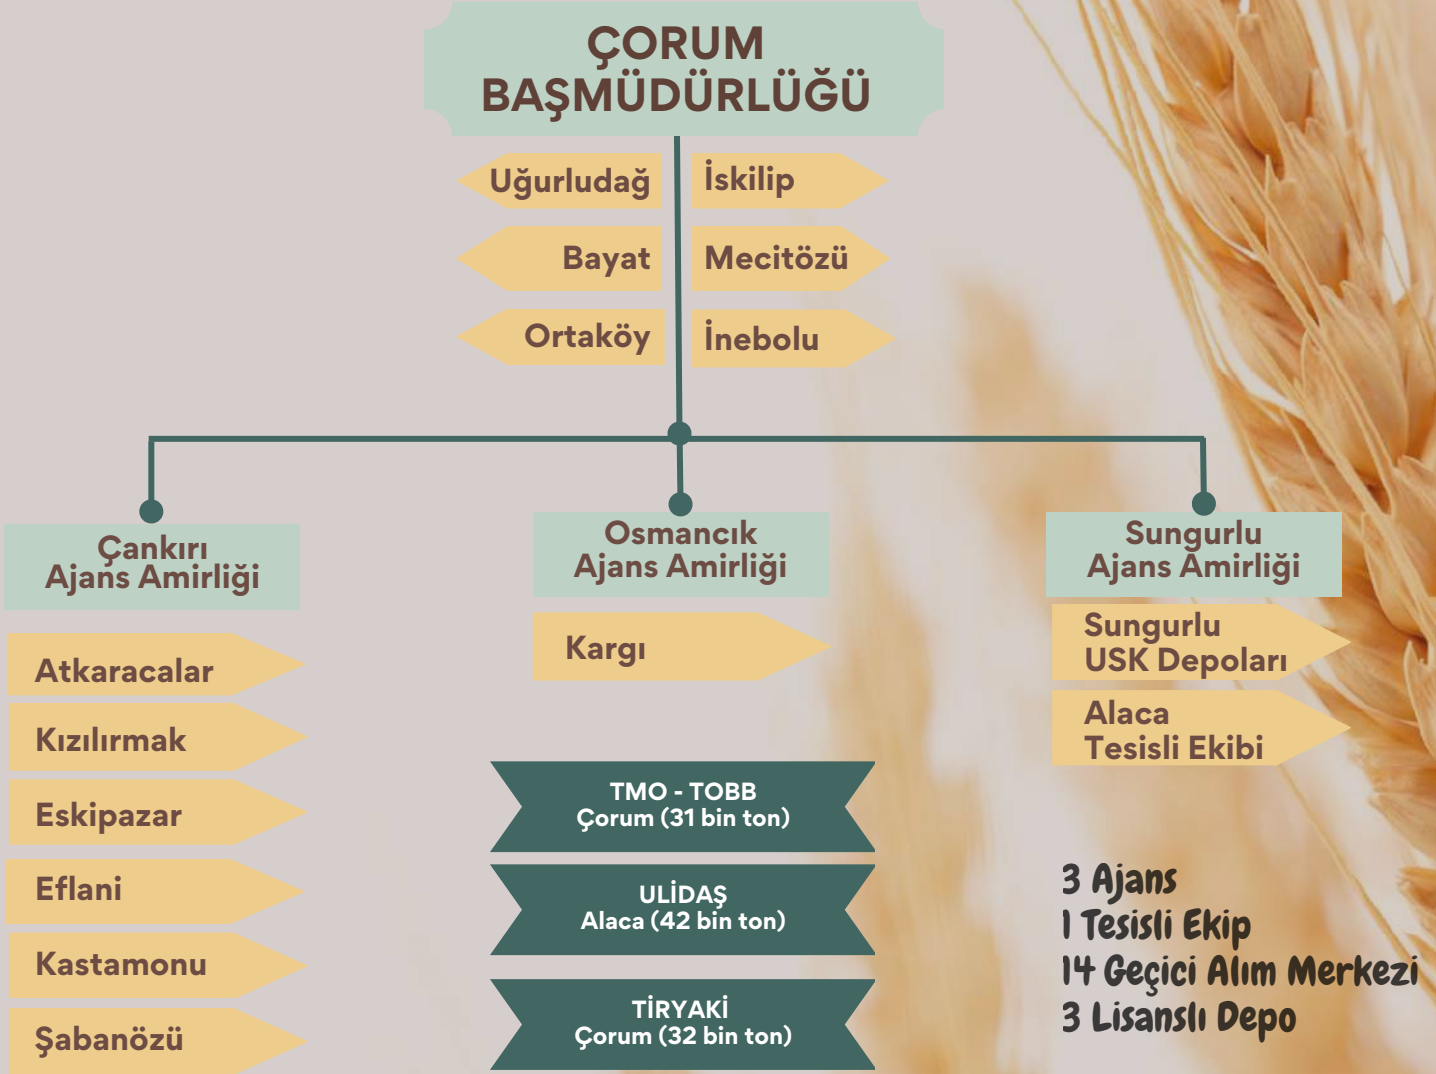 ÇORUM
BAŞMÜDÜRLÜĞÜ
Uğurludağ
İskilip
Bayat
Mecitözü
Ortaköy
İnebolu
Çankırı
Ajans Amirliği
Atkaracalar
Kızılırmak
Eskipazar
Eflani
Kastamonu
Şabanözü
Osmancık
Ajans Amirliği
Kargı
Sungurlu
Ajans Amirliği
Sungurlu
USK Depoları
Alaca
Tesisli Ekibi
TMO - TOBB
Çorum (31 bin ton)
ULİDAŞ
Alaca (42 bin ton)
TİRYAKİ
Çorum (32 bin ton)
3 Ajans
1 Tesisli Ekip
14 Geçici Alım Merkezi
3 Lisanslı Depo